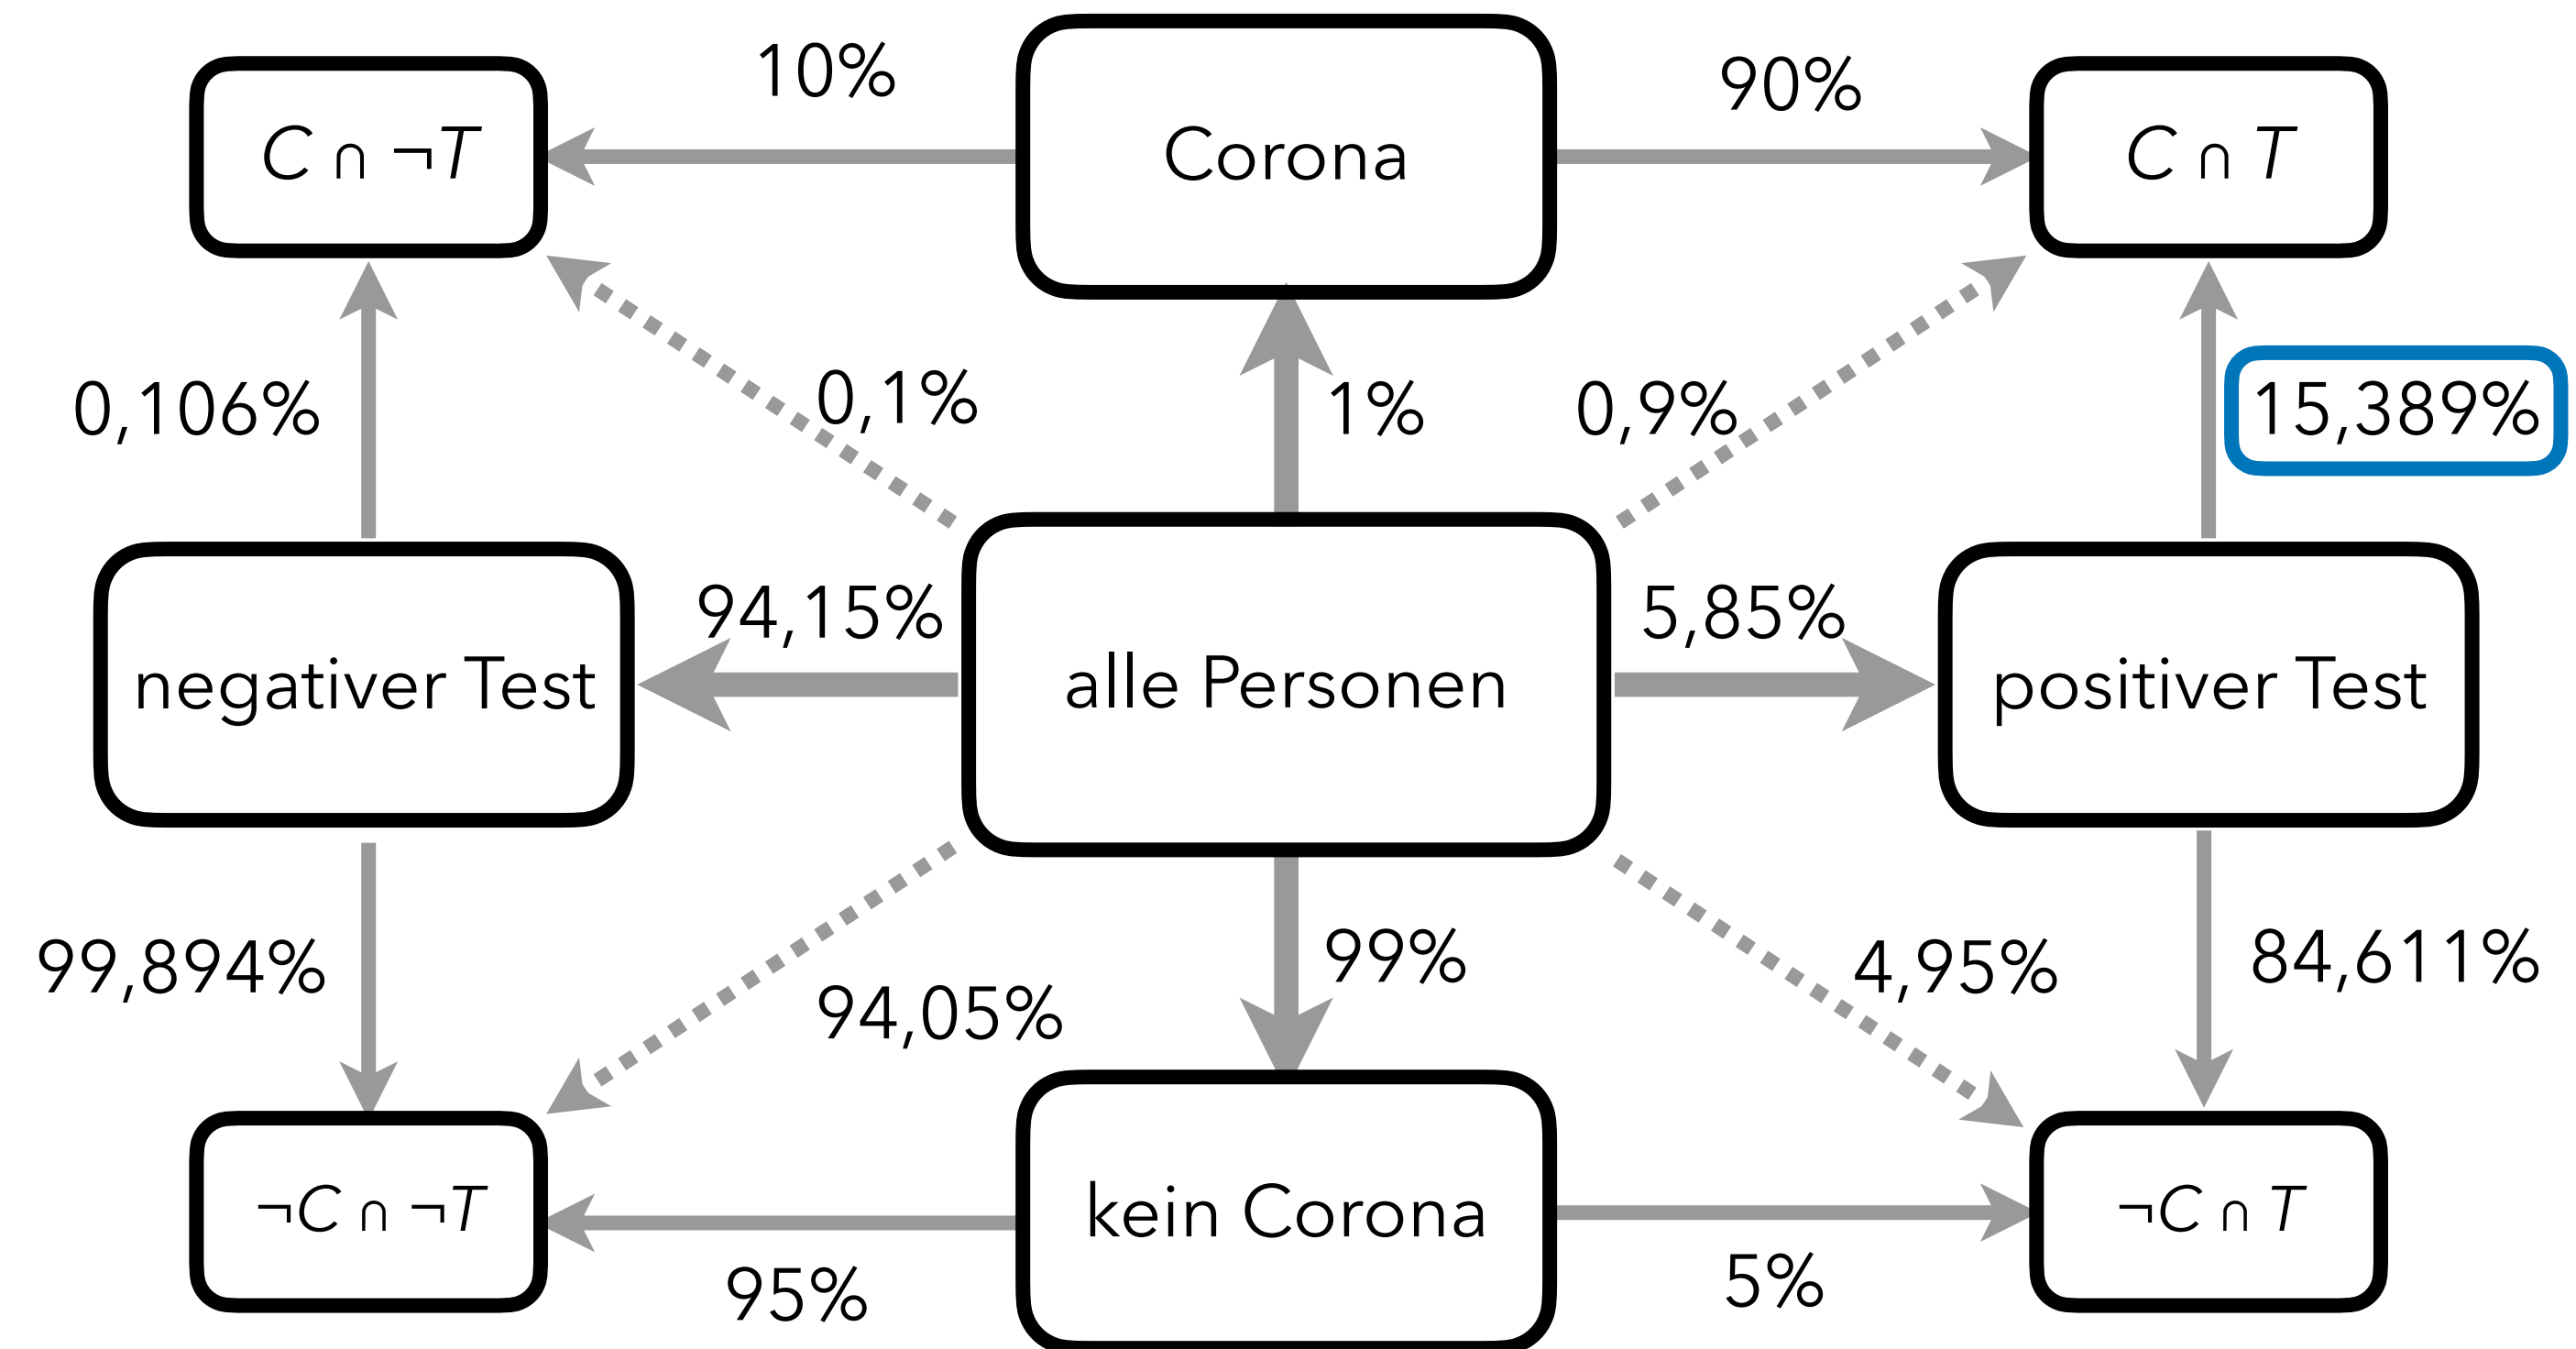 10%
90%
C ∩ ¬T
Corona
C ∩ T
0,106%
0,1%
1%
0,9%
15,389%
94,15%
5,85%
negativer Test
alle Personen
positiver Test
99,894%
94,05%
99%
4,95%
84,611%
¬C ∩ ¬T
kein Corona
¬C ∩ T
95%
5%